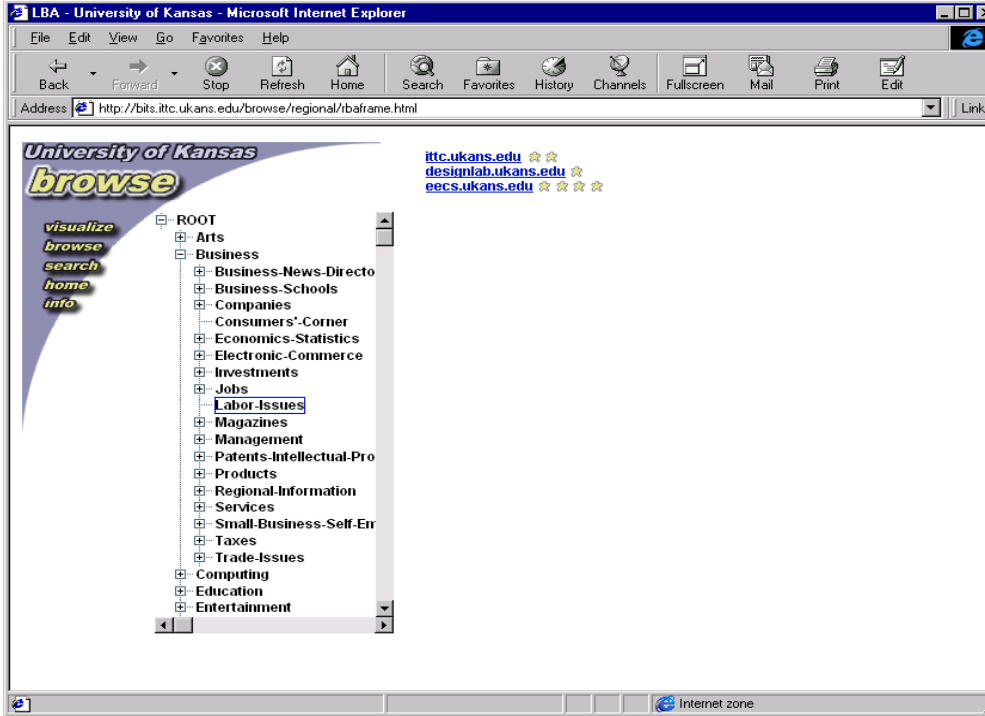 LBA - University of Kansas - Microsoft Internet Explorer
File Edit View Go Favorites Help
Back Forward Stop Refresh Home Search Favorites History Channels Fullscreen Mail Print Edit
Address http://bits.ittc.ukans.edu/browse/regional/rbaframe.html Link
University of Kansas
browse
visualize
browse
search
home
info
ROOT
Arts
Business
Business-News-Directo
Business-Schools
Companies
Consumers'-Corner
Economics-Statistics
Electronic-Commerce
Investments
Jobs
Labor-Issues
Magazines
Management
Patents-Intellectual-Pro
Products
Regional-Information
Services
Small-Business-Self-Em
Taxes
Trade-Issues
Computing
Education
Entertainment
ittc.ukans.edu
designlab.ukans.edu
eecs.ukans.edu
Internet zone